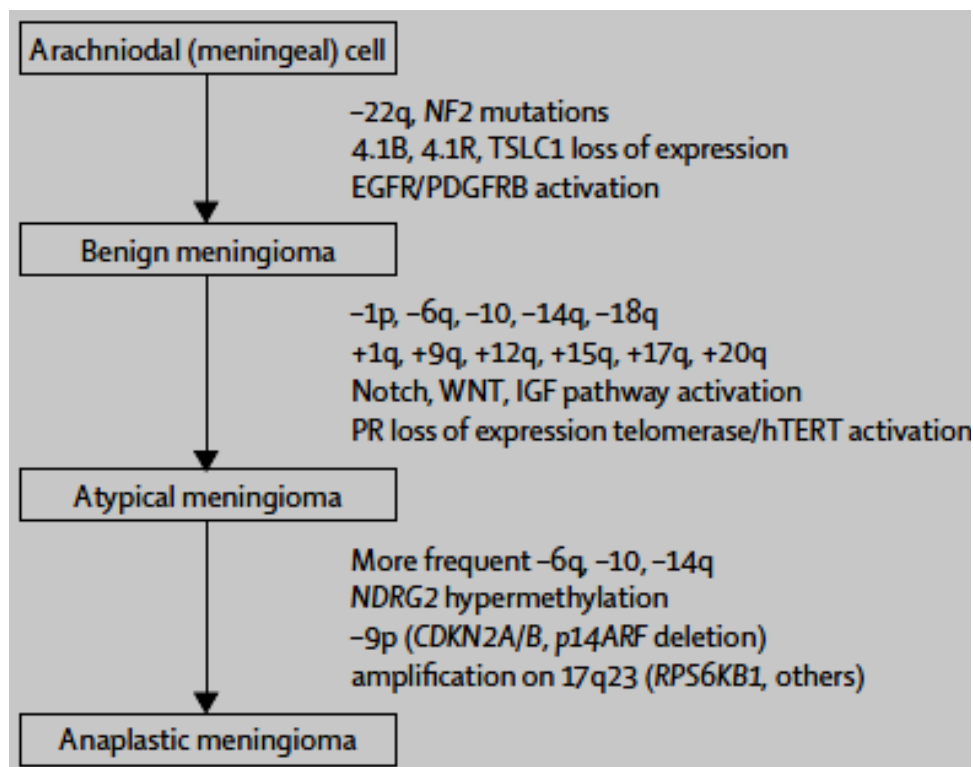 Arachniodal (meningeal) cell
–22q, NF2 mutations
4.1B, 4.1R, TSLC1 loss of expression
EGFR/PDGFRB activation
Benign meningioma
–1p, –6q, –10, –14q, –18q
+1q, +9q, +12q, +15q, +17q, +20q
Notch, WNT, IGF pathway activation
PR loss of expression telomerase/hTERT activation
Atypical meningioma
More frequent –6q, –10, –14q
NDRG2 hypermethylation
–9p (CDKN2A/B, p14ARF deletion)
amplification on 17q23 (RPS6KB1, others)
Anaplastic meningioma